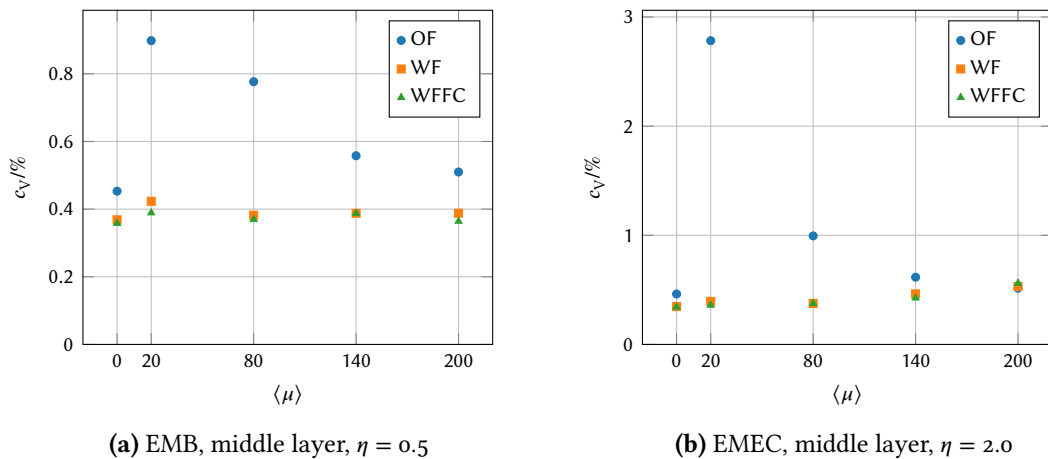 0.8
0.6
0.4
0.2
0
c_V/%
0 20 80 140 200
⟨μ⟩
OF
WF
WFFC
(a) EMB, middle layer, η = 0.5
3
2
1
0
c_V/%
0 20 80 140 200
⟨μ⟩
OF
WF
WFFC
(b) EMEC, middle layer, η = 2.0